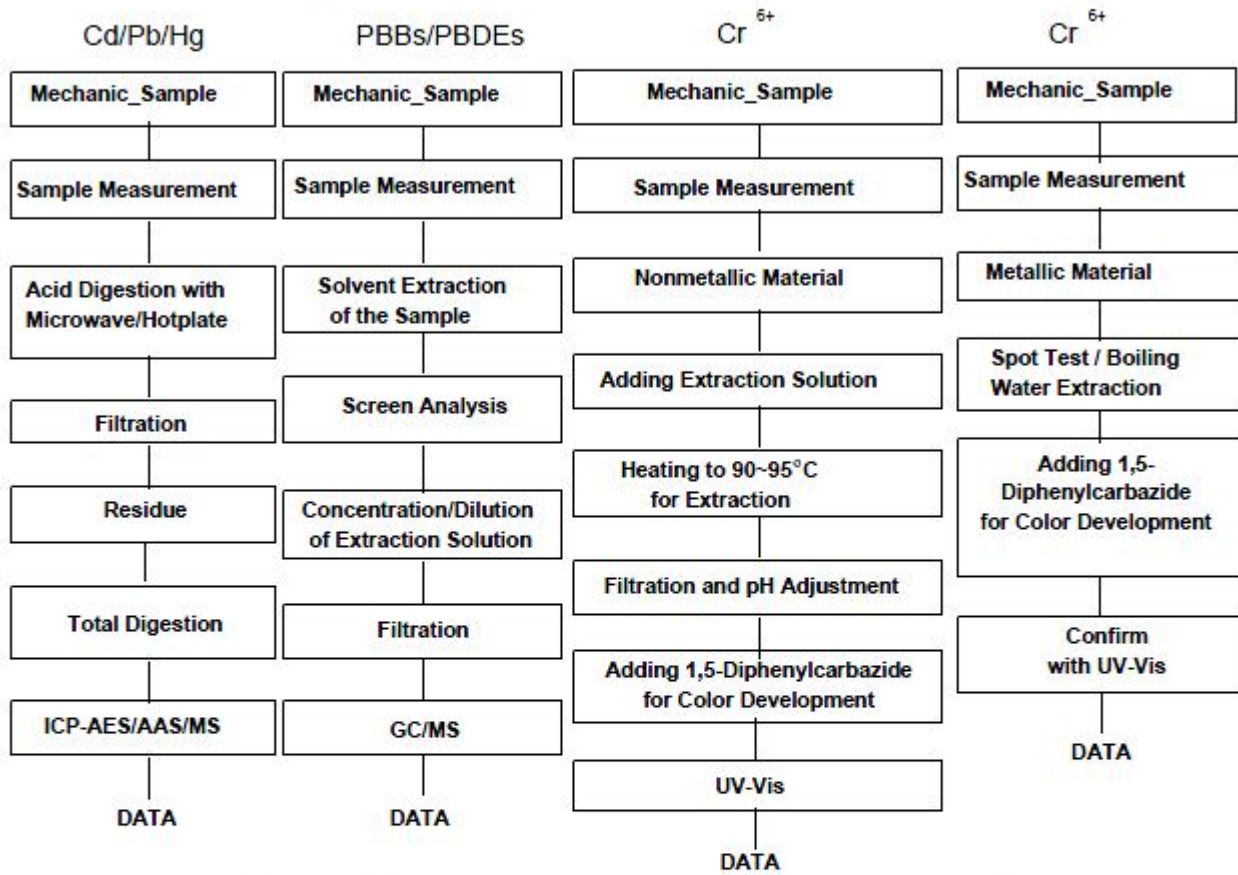 Cd/Pb/Hg
Mechanic_Sample
Sample Measurement
Acid Digestion with
Microwave/Hotplate
Filtration
Residue
Total Digestion
ICP-AES/AAS/MS
DATA
PBBs/PBDEs
Mechanic_Sample
Sample Measurement
Solvent Extraction
of the Sample
Screen Analysis
Concentration/Dilution
of Extraction Solution
Filtration
GC/MS
DATA
Cr 6+
Mechanic_Sample
Sample Measurement
Nonmetallic Material
Adding Extraction Solution
Heating to 90~95°C
for Extraction
Filtration and pH Adjustment
Adding 1,5-Diphenylcarbazide
for Color Development
UV-Vis
DATA
Cr 6+
Mechanic_Sample
Sample Measurement
Metallic Material
Spot Test / Boiling
Water Extraction
Adding 1,5-
Diphenylcarbazide
for Color Development
Confirm
with UV-Vis
DATA